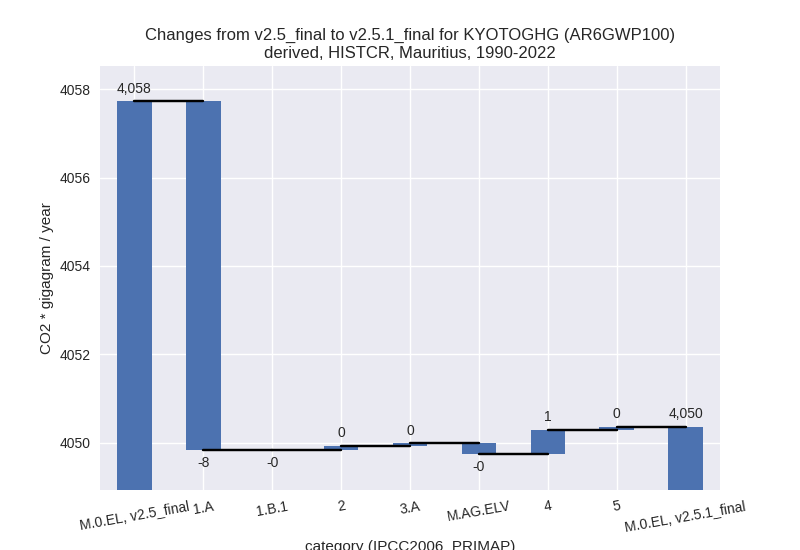 Changes from v2.5_final to v2.5.1_final for KYOTOGHG (AR6GWP100)
derived, HISTCR, Mauritius, 1990-2022
CO2 * gigagram / year
4058
4056
4054
4052
4050
4,058
-8
-0
0
0
-0
1
0
4,050
M.0.EL, v2.5_final
1.A
1.B.1
2
3.A
M.AG.ELV
4
5
M.0.EL, v2.5.1_final
category (IPCC2006_PRIMAP)